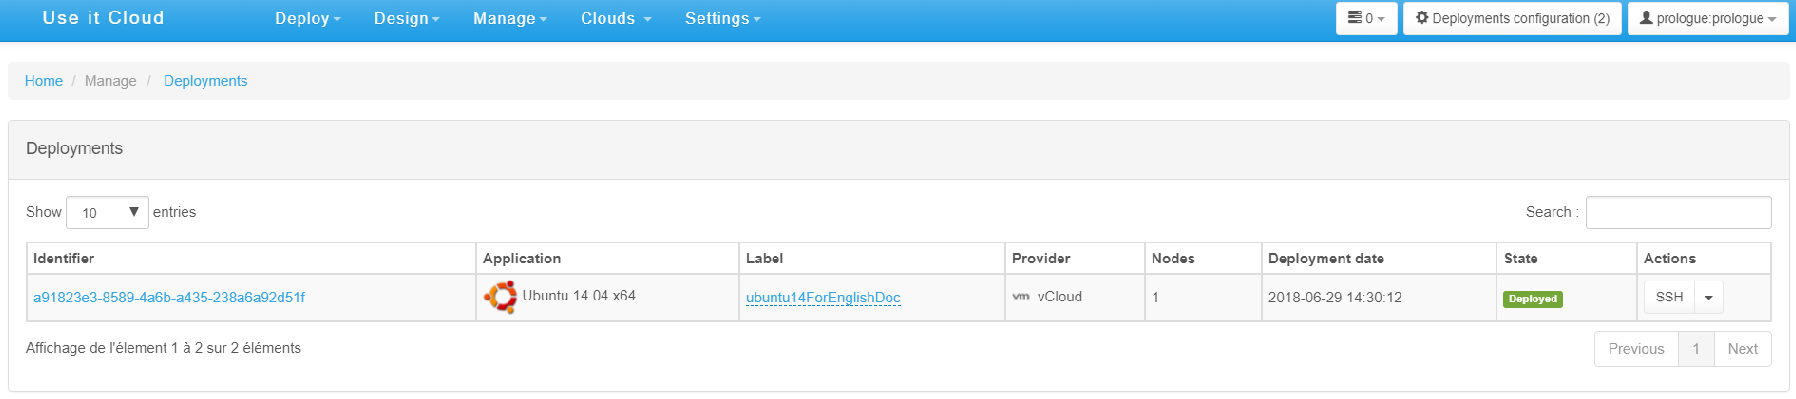 Use it Cloud Deploy Design Manage Clouds Settings 0 Deployments configuration (2) prologue:prologue
Home / Manage / Deployments
Deployments
Show 10 entries Search :
Identifier Application Label Provider Nodes Deployment date State Actions
a91823e3-8589-4a6b-a435-238a6a92d51f Ubuntu 14.04 x64 ubuntu14ForEnglishDoc vm vCloud 1 2018-06-29 14:30:12 Deployed SSH
Affichage de l'élement 1 à 2 sur 2 éléments Previous 1 Next